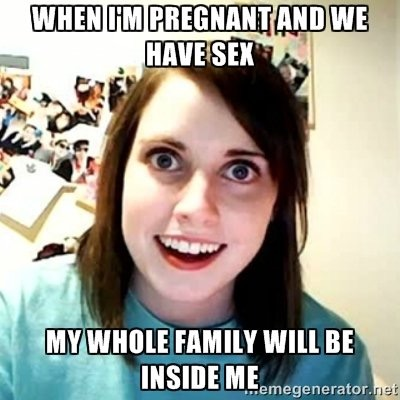 WHEN I'M PREGNANT AND WE
HAVE SEX
MY WHOLE FAMILY WILL BE
INSIDE ME
memegenerator.net